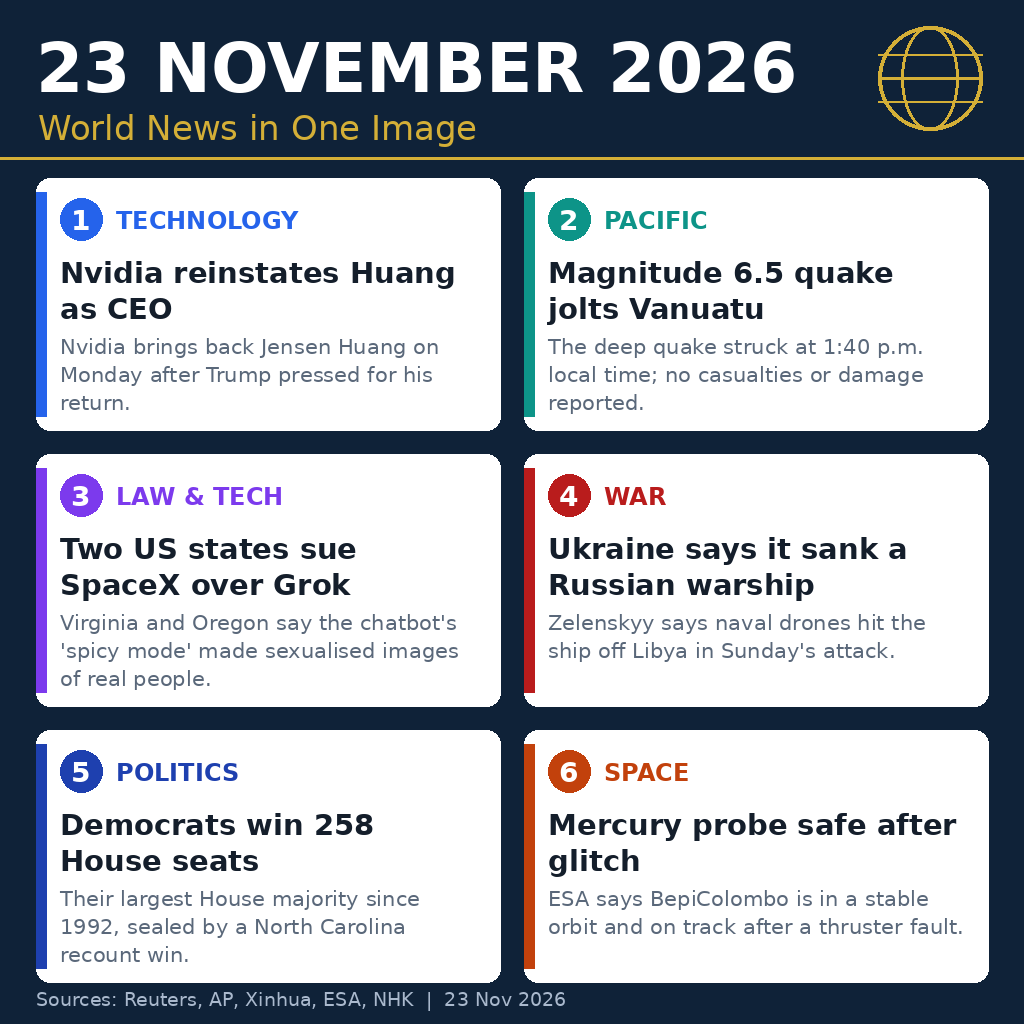 23 NOVEMBER 2026
World News in One Image
1 TECHNOLOGY
Nvidia reinstates Huang
as CEO
Nvidia brings back Jensen Huang on
Monday after Trump pressed for his
return.
2 PACIFIC
Magnitude 6.5 quake
jolts Vanuatu
The deep quake struck at 1:40 p.m.
local time; no casualties or damage
reported.
3 LAW & TECH
Two US states sue
SpaceX over Grok
Virginia and Oregon say the chatbot's
'spicy mode' made sexualised images
of real people.
4 WAR
Ukraine says it sank a
Russian warship
Zelenskyy says naval drones hit the
ship off Libya in Sunday's attack.
5 POLITICS
Democrats win 258
House seats
Their largest House majority since
1992, sealed by a North Carolina
recount win.
6 SPACE
Mercury probe safe after
glitch
ESA says BepiColombo is in a stable
orbit and on track after a thruster fault.
Sources: Reuters, AP, Xinhua, ESA, NHK | 23 Nov 2026